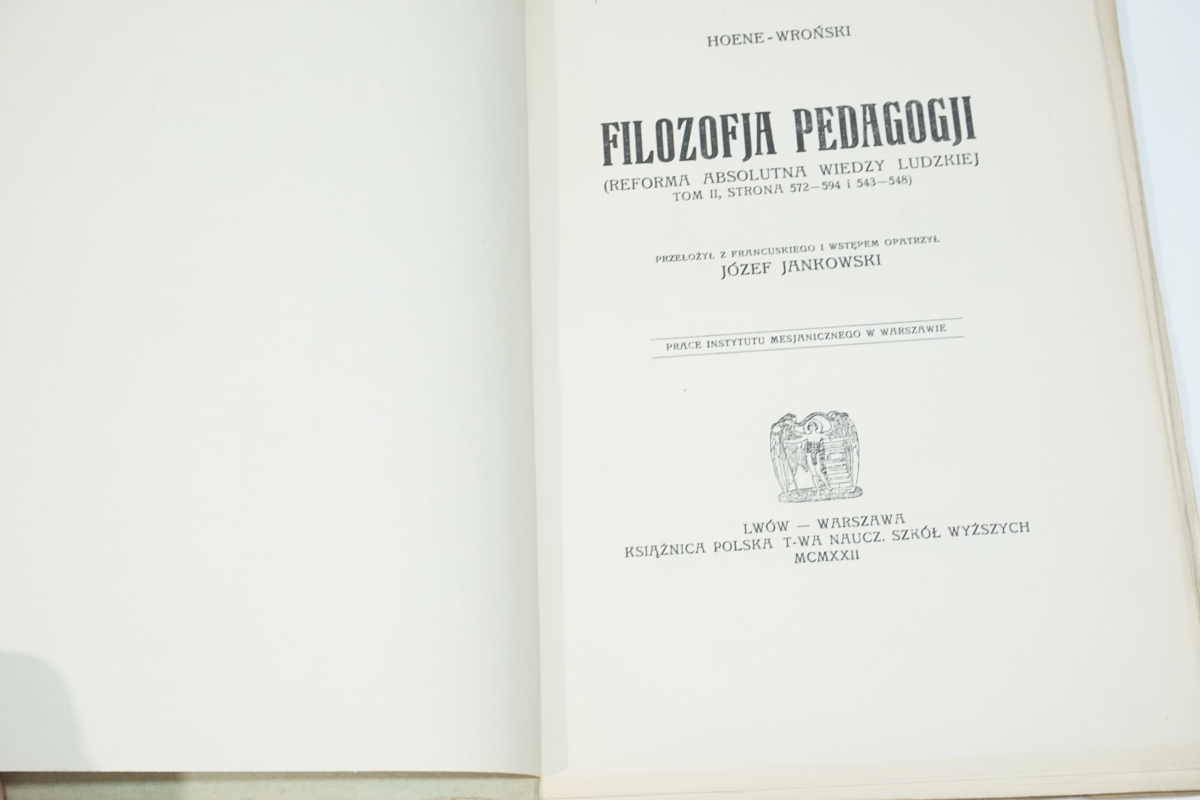 HOENE-WROŃSKI
FILOZOFJA PEDAGOGJI
(REFORMA ABSOLUTNA WIEDZY LUDZKIEJ
TOM II, STRONA 572—594 i 543—548)
PRZEŁOŻYŁ Z FRANCUSKIEGO I WSTĘPEM OPATRZYŁ
JÓZEF JANKOWSKI
PRACE INSTYTUTU MESJANICZNEGO W WARSZAWIE
LWÓW — WARSZAWA
KSIĄŻNICA POLSKA T-WA NAUCZ. SZKÓŁ WYŻSZYCH
MCMXXII